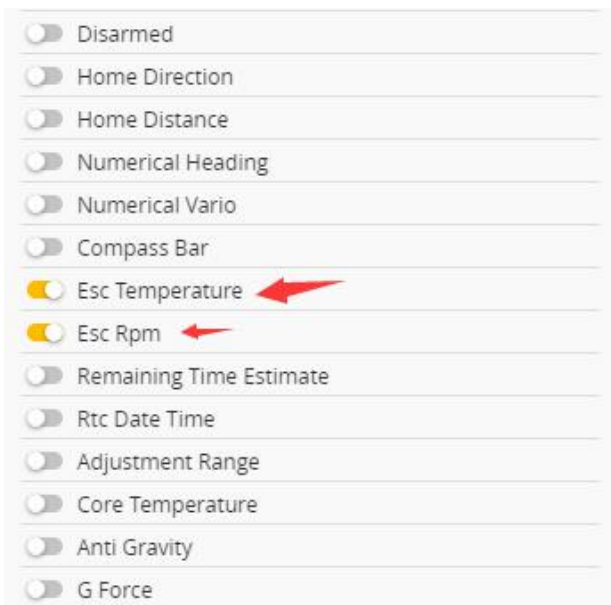 Disarmed
Home Direction
Home Distance
Numerical Heading
Numerical Vario
Compass Bar
Esc Temperature
Esc Rpm
Remaining Time Estimate
Rtc Date Time
Adjustment Range
Core Temperature
Anti Gravity
G Force